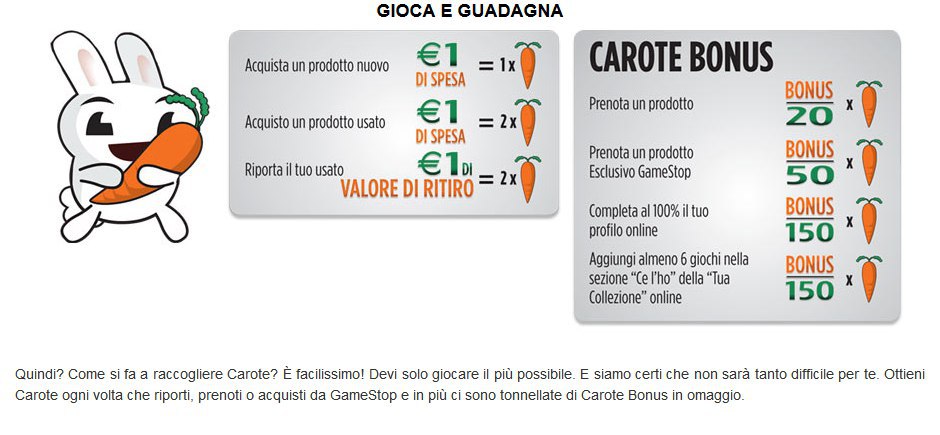 GIOCA E GUADAGNA
Acquista un prodotto nuovo €1 DI SPESA = 1x
Acquisto un prodotto usato €1 DI SPESA = 2x
Riporta il tuo usato €1 DI VALORE DI RITIRO = 2x
CAROTE BONUS
Prenota un prodotto BONUS 20 x
Prenota un prodotto
Esclusivo GameStop BONUS 50 x
Completa al 100% il tuo
profilo online BONUS 150 x
Aggiungi almeno 6 giochi nella
sezione “Ce l’ho” della “Tua
Collezione” online BONUS 150 x
Quindi? Come si fa a raccogliere Carote? È facilissimo! Devi solo giocare il più possibile. E siamo certi che non sarà tanto difficile per te. Ottieni
Carote ogni volta che riporti, prenoti o acquisti da GameStop e in più ci sono tonnellate di Carote Bonus in omaggio.